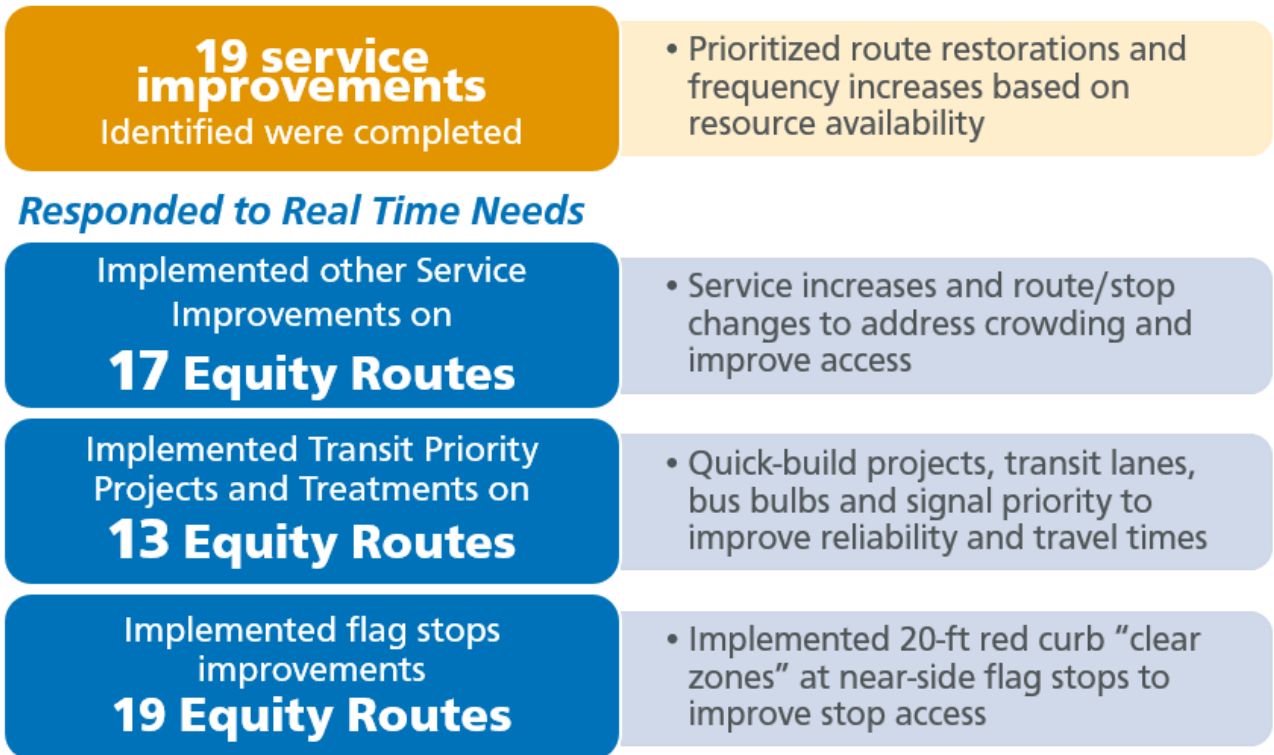 19 service
improvements
Identified were completed
• Prioritized route restorations and
frequency increases based on
resource availability
Responded to Real Time Needs
Implemented other Service
Improvements on
17 Equity Routes
• Service increases and route/stop
changes to address crowding and
improve access
Implemented Transit Priority
Projects and Treatments on
13 Equity Routes
• Quick-build projects, transit lanes,
bus bulbs and signal priority to
improve reliability and travel times
Implemented flag stops
improvements
19 Equity Routes
• Implemented 20-ft red curb “clear
zones” at near-side flag stops to
improve stop access